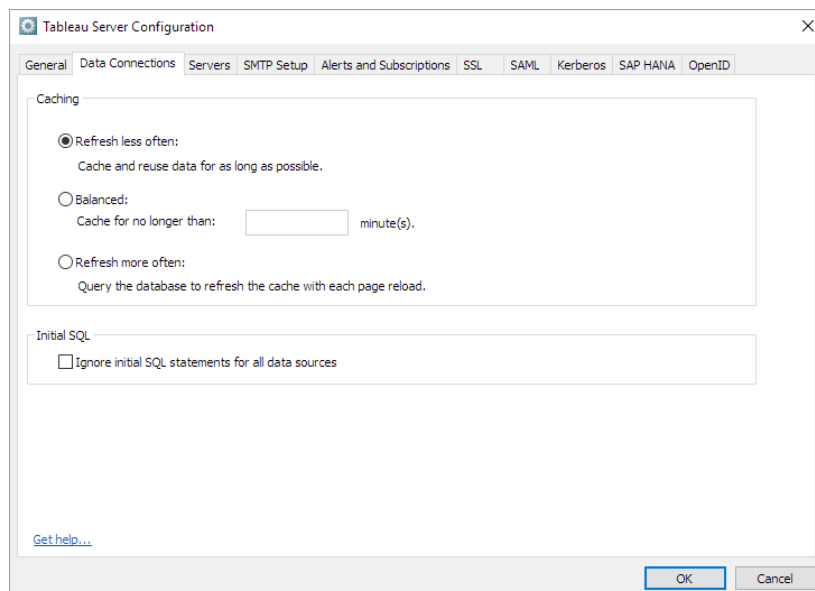 Tableau Server Configuration
General Data Connections Servers SMTP Setup Alerts and Subscriptions SSL SAML Kerberos SAP HANA OpenID
Caching
Refresh less often:
Cache and reuse data for as long as possible.
Balanced:
Cache for no longer than: minute(s).
Refresh more often:
Query the database to refresh the cache with each page reload.
Initial SQL
Ignore initial SQL statements for all data sources
Get help...
OK Cancel